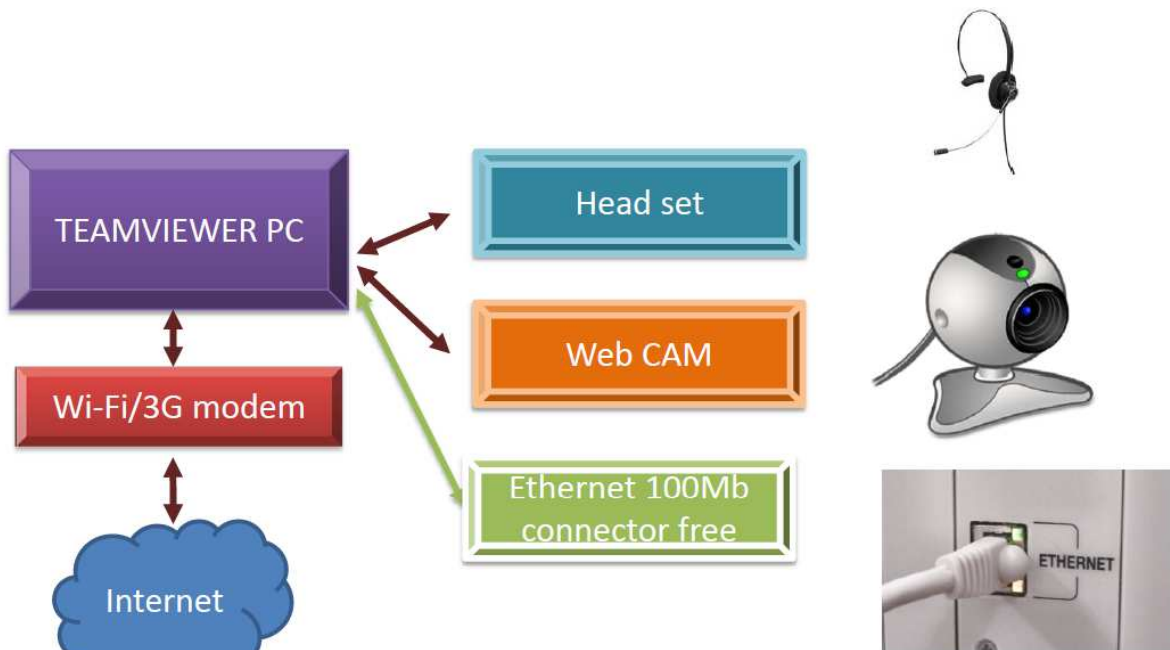 TEAMVIEWER PC
Head set
Web CAM
Wi-Fi/3G modem
Ethernet 100Mb
connector free
ETHERNET
Internet